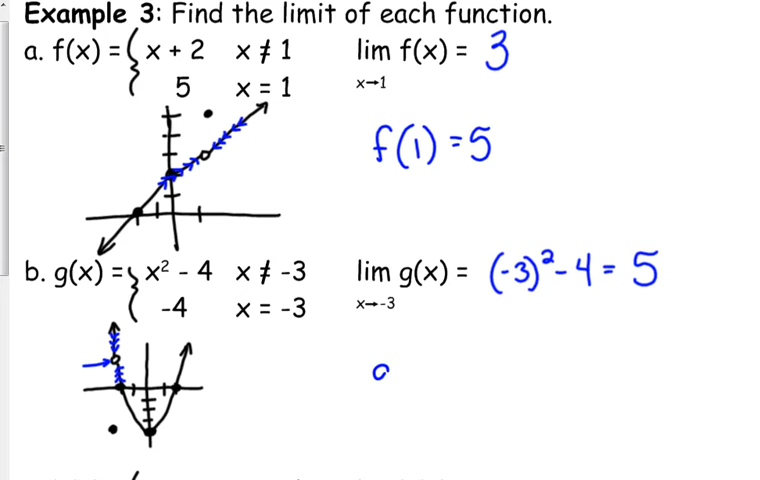 Example 3: Find the limit of each function.
a. f(x) = { x + 2 x ≠ 1 lim f(x) = 3
5 x = 1 x→1
f(1) = 5
b. g(x) = { x² - 4 x ≠ -3 lim g(x) = (-3)² - 4 = 5
-4 x = -3 x→-3